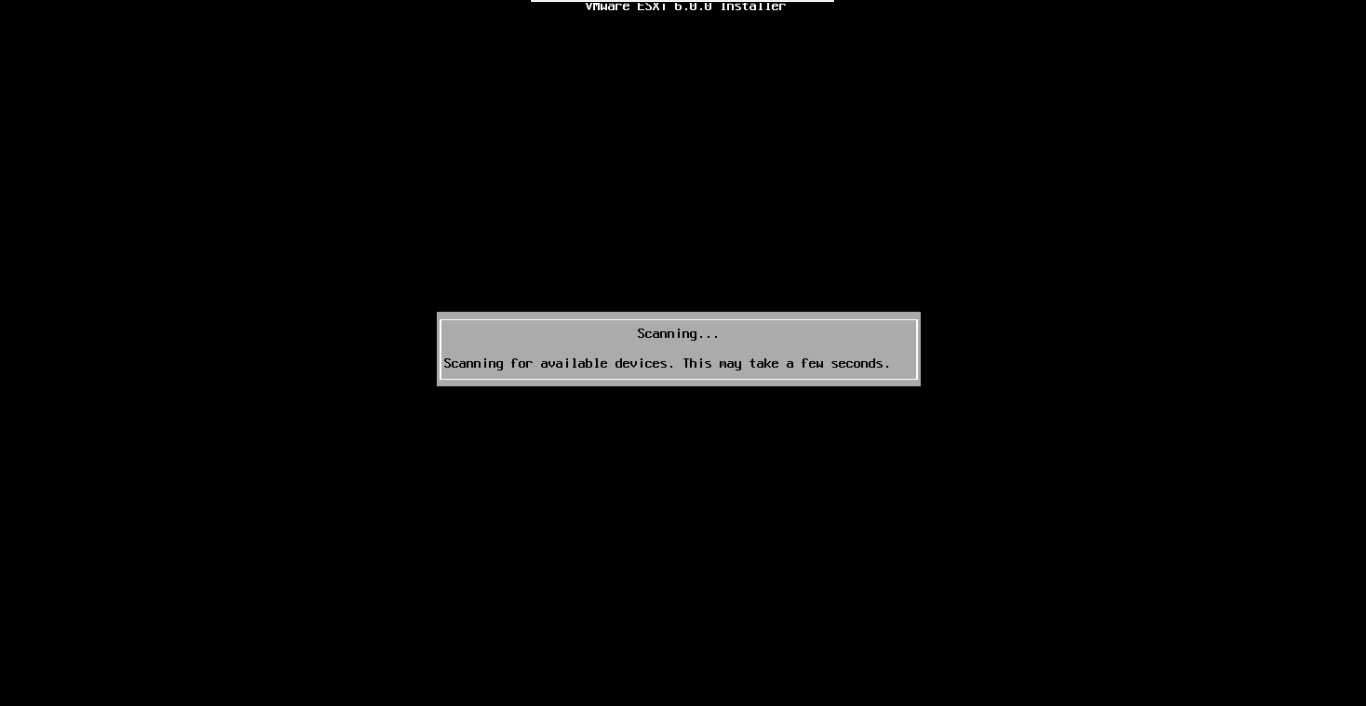 VMware ESXi 6.0.0 Installer
Scanning...
Scanning for available devices. This may take a few seconds.